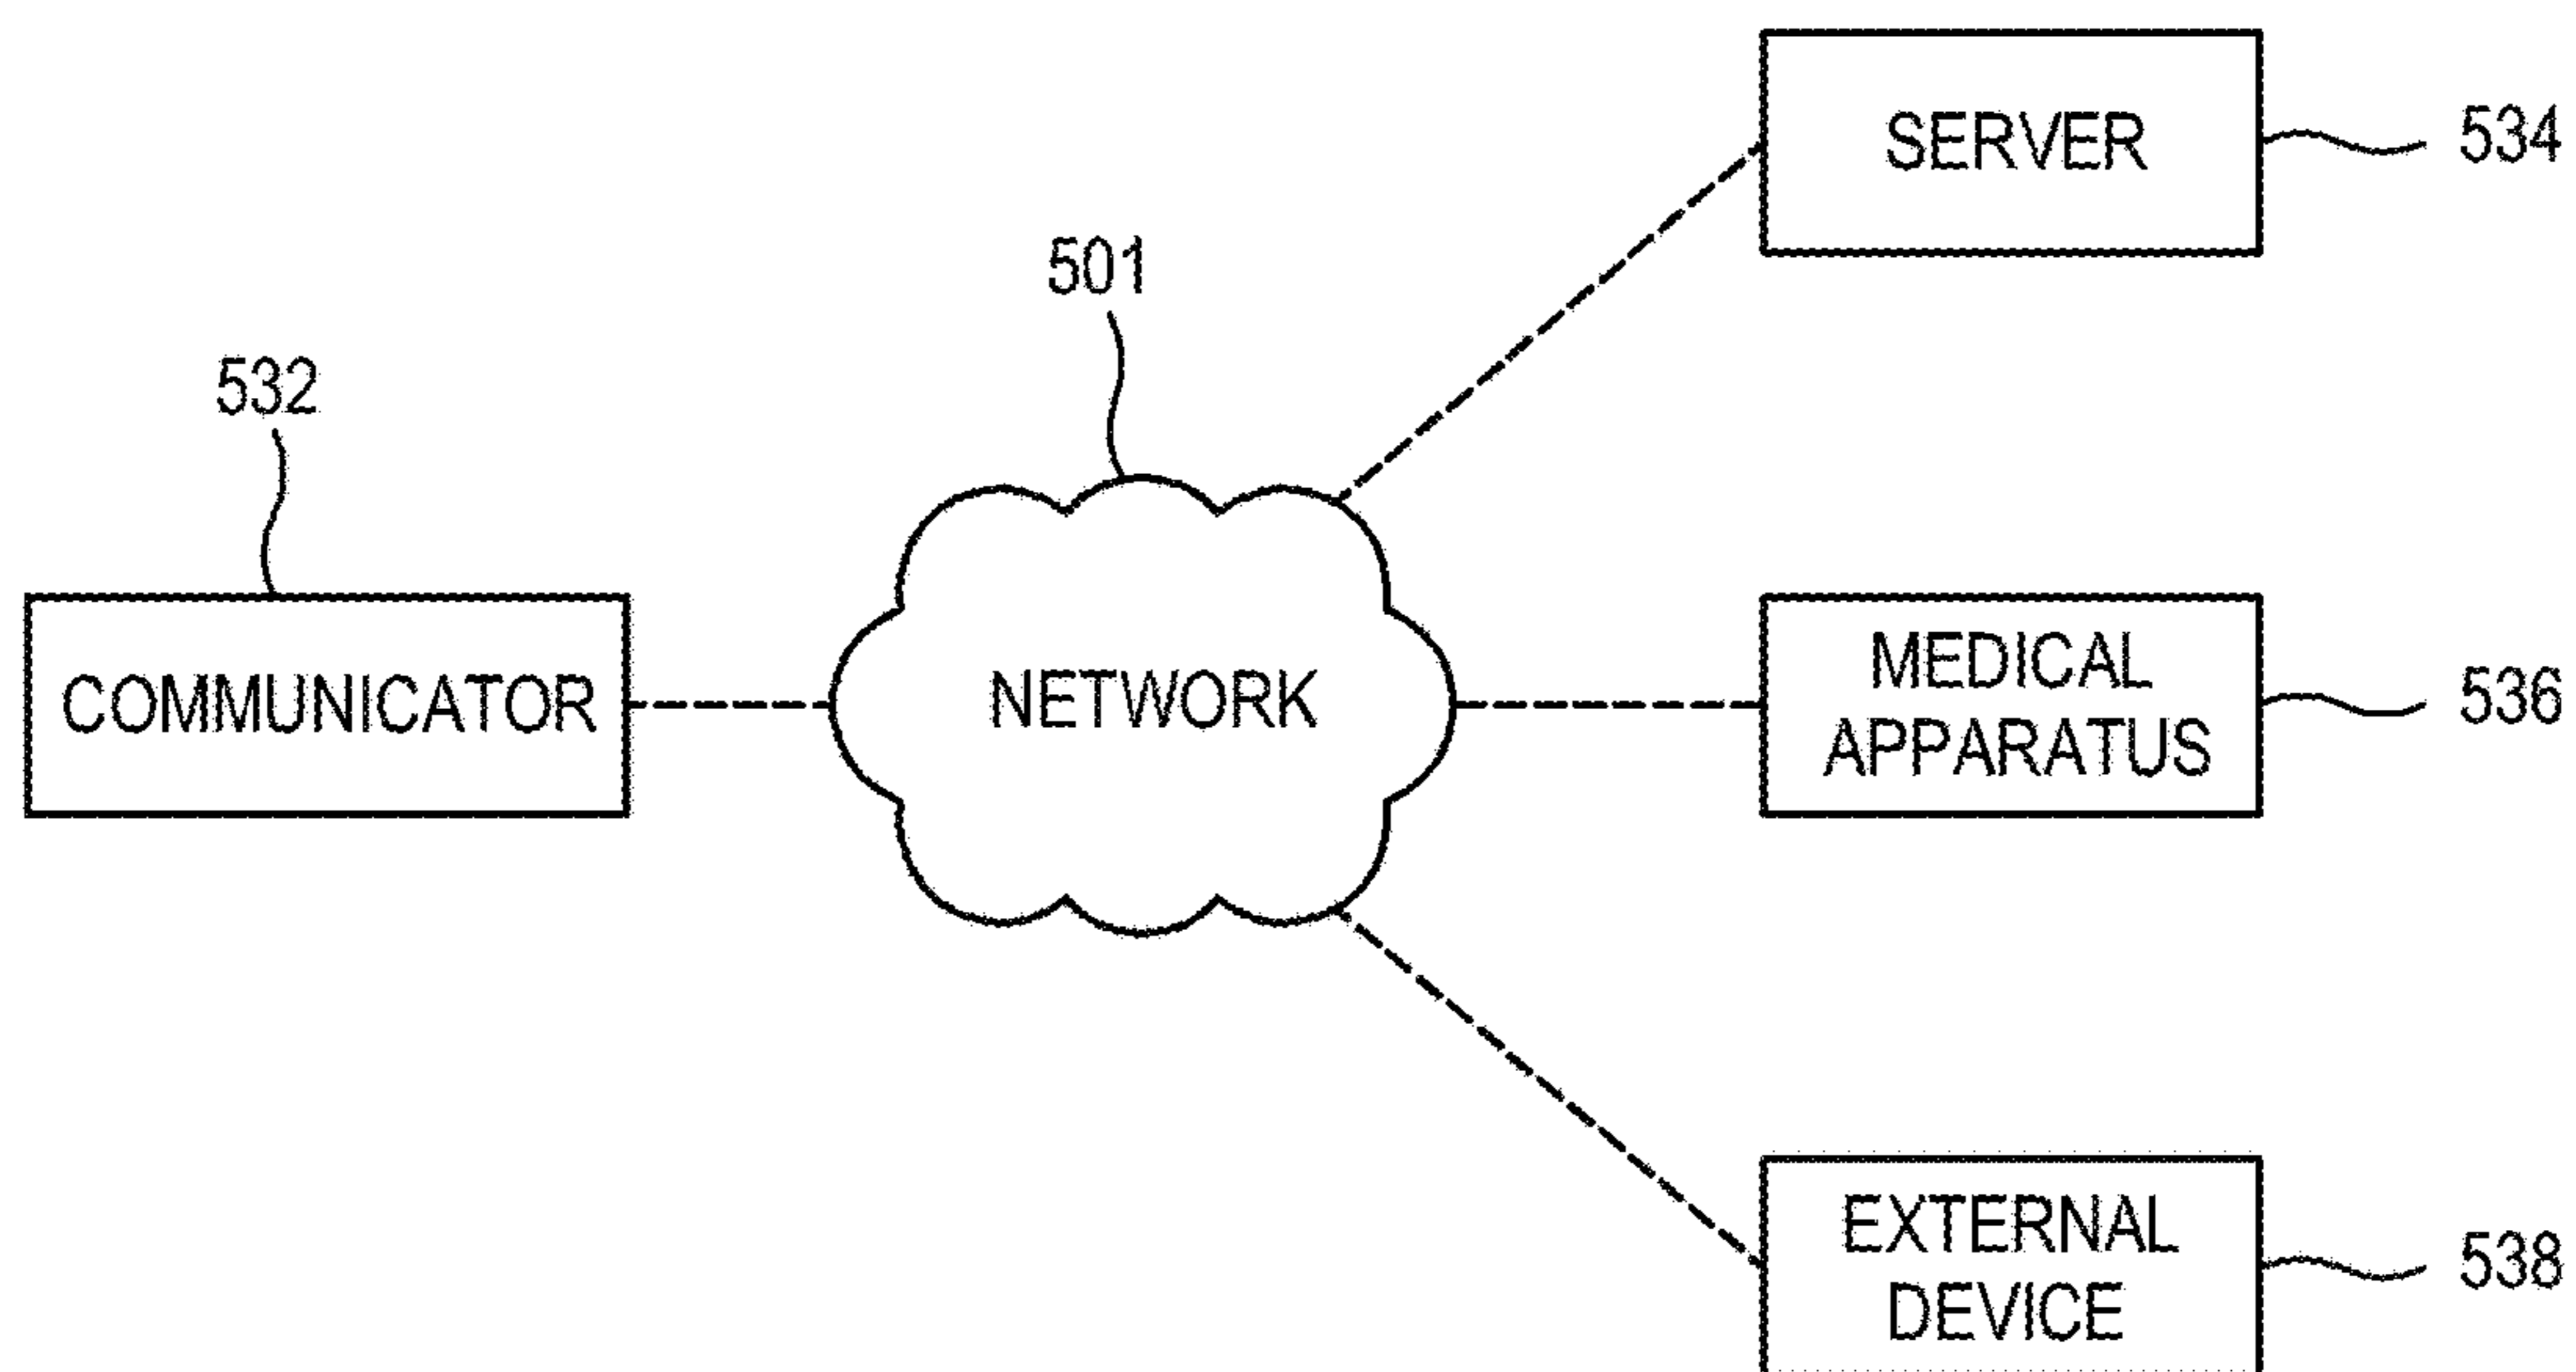 SERVER
534
501
532
COMMUNICATOR
NETWORK
MEDICAL
APPARATUS
536
EXTERNAL
DEVICE
538